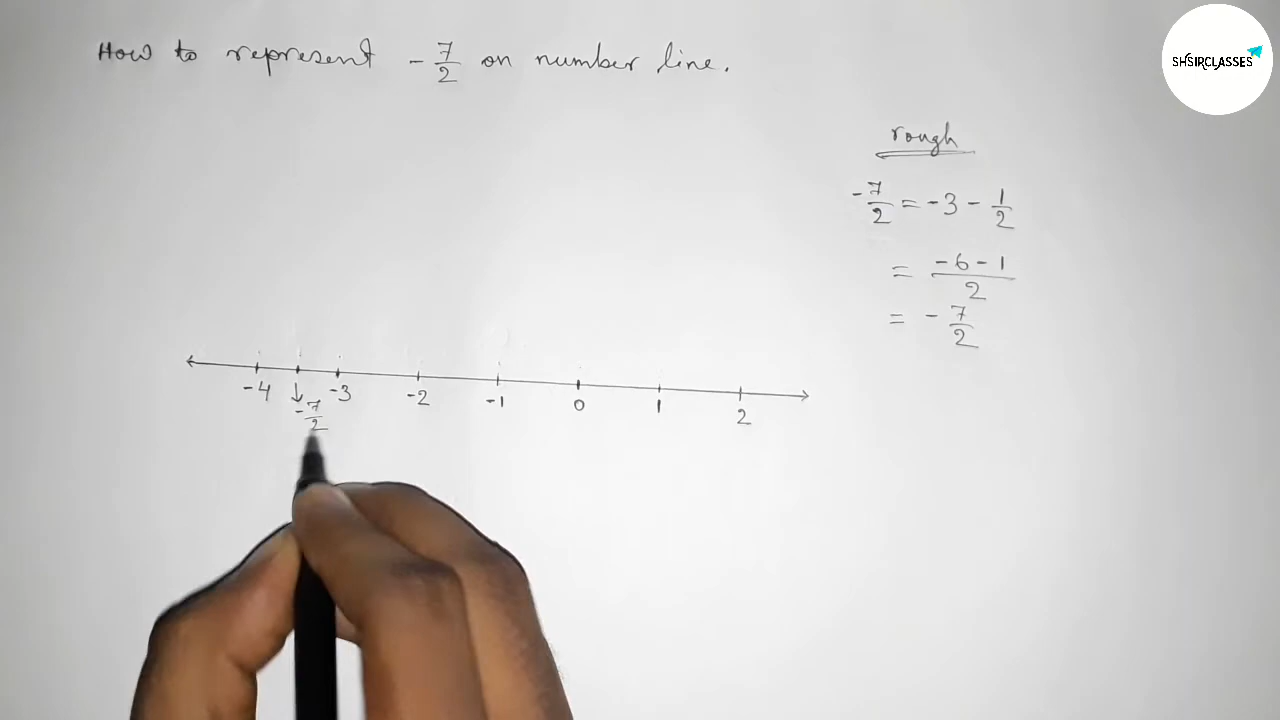 How to represent -7/2 on number line.
SHSIRCLASSES
rough
-7/2 = -3 - 1/2
= -6-1/2
= -7/2
-4 -3 -2 -1 0 1 2
-7/2